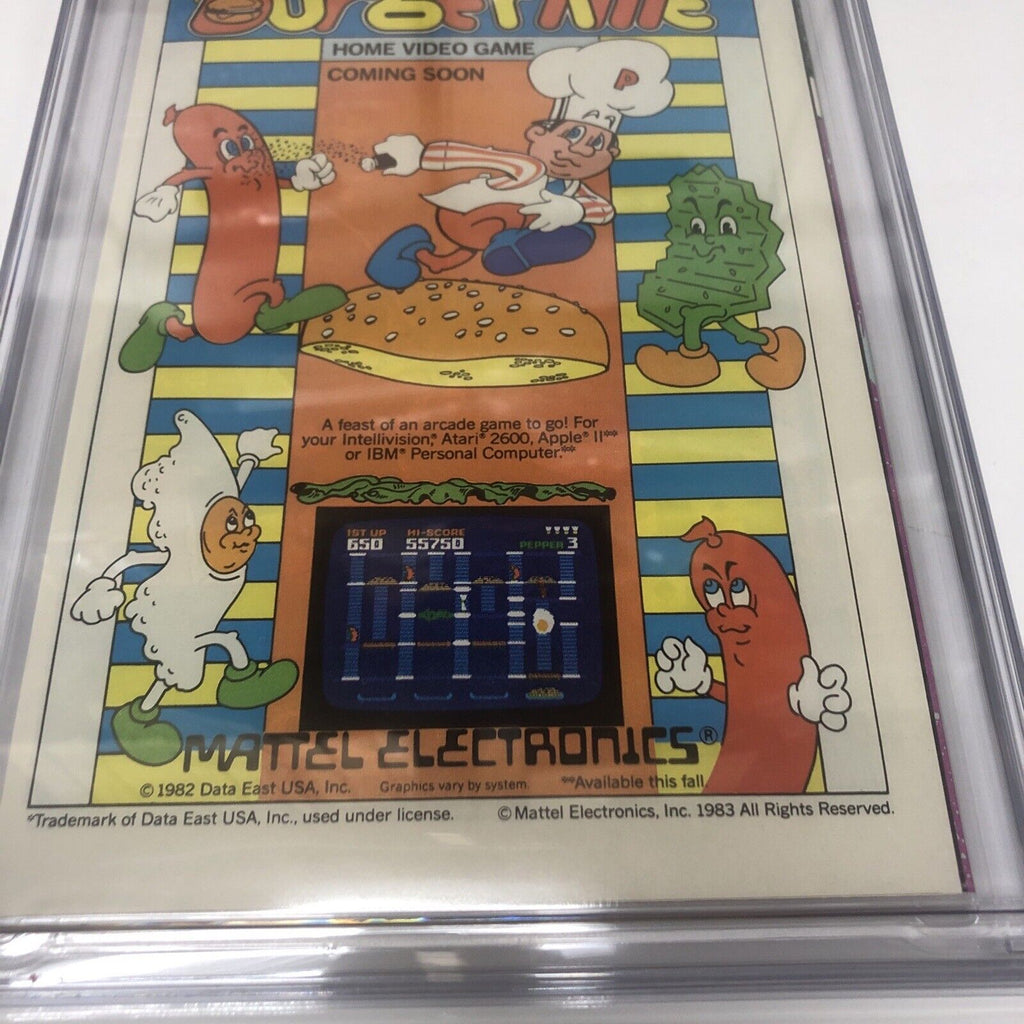 BurgerTime
HOME VIDEO GAME
COMING SOON
P
A feast of an arcade game to go! For
your Intellivision,® Atari® 2600, Apple® II**
or IBM® Personal Computer.**
1ST UP HI-SCORE
650 55750 PEPPER 3
MATTEL ELECTRONICS®
© 1982 Data East USA, Inc. Graphics vary by system. **Available this fall.
*Trademark of Data East USA, Inc., used under license. © Mattel Electronics, Inc. 1983 All Rights Reserved.